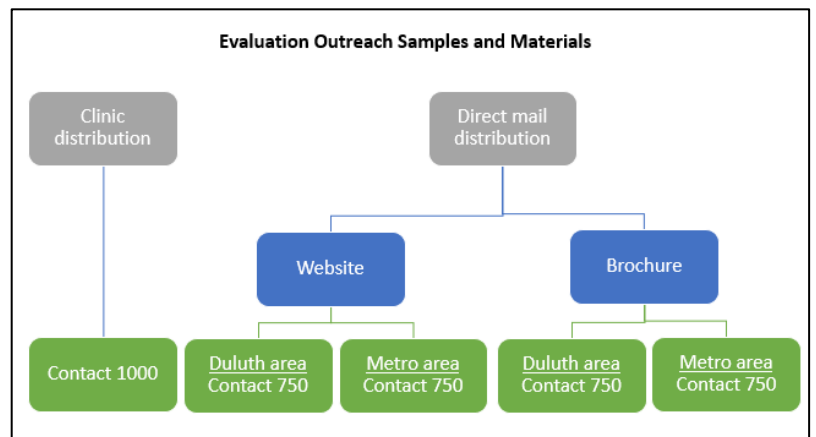 Evaluation Outreach Samples and Materials
Clinic
distribution
Direct mail
distribution
Website
Brochure
Contact 1000
Duluth area
Contact 750
Metro area
Contact 750
Duluth area
Contact 750
Metro area
Contact 750